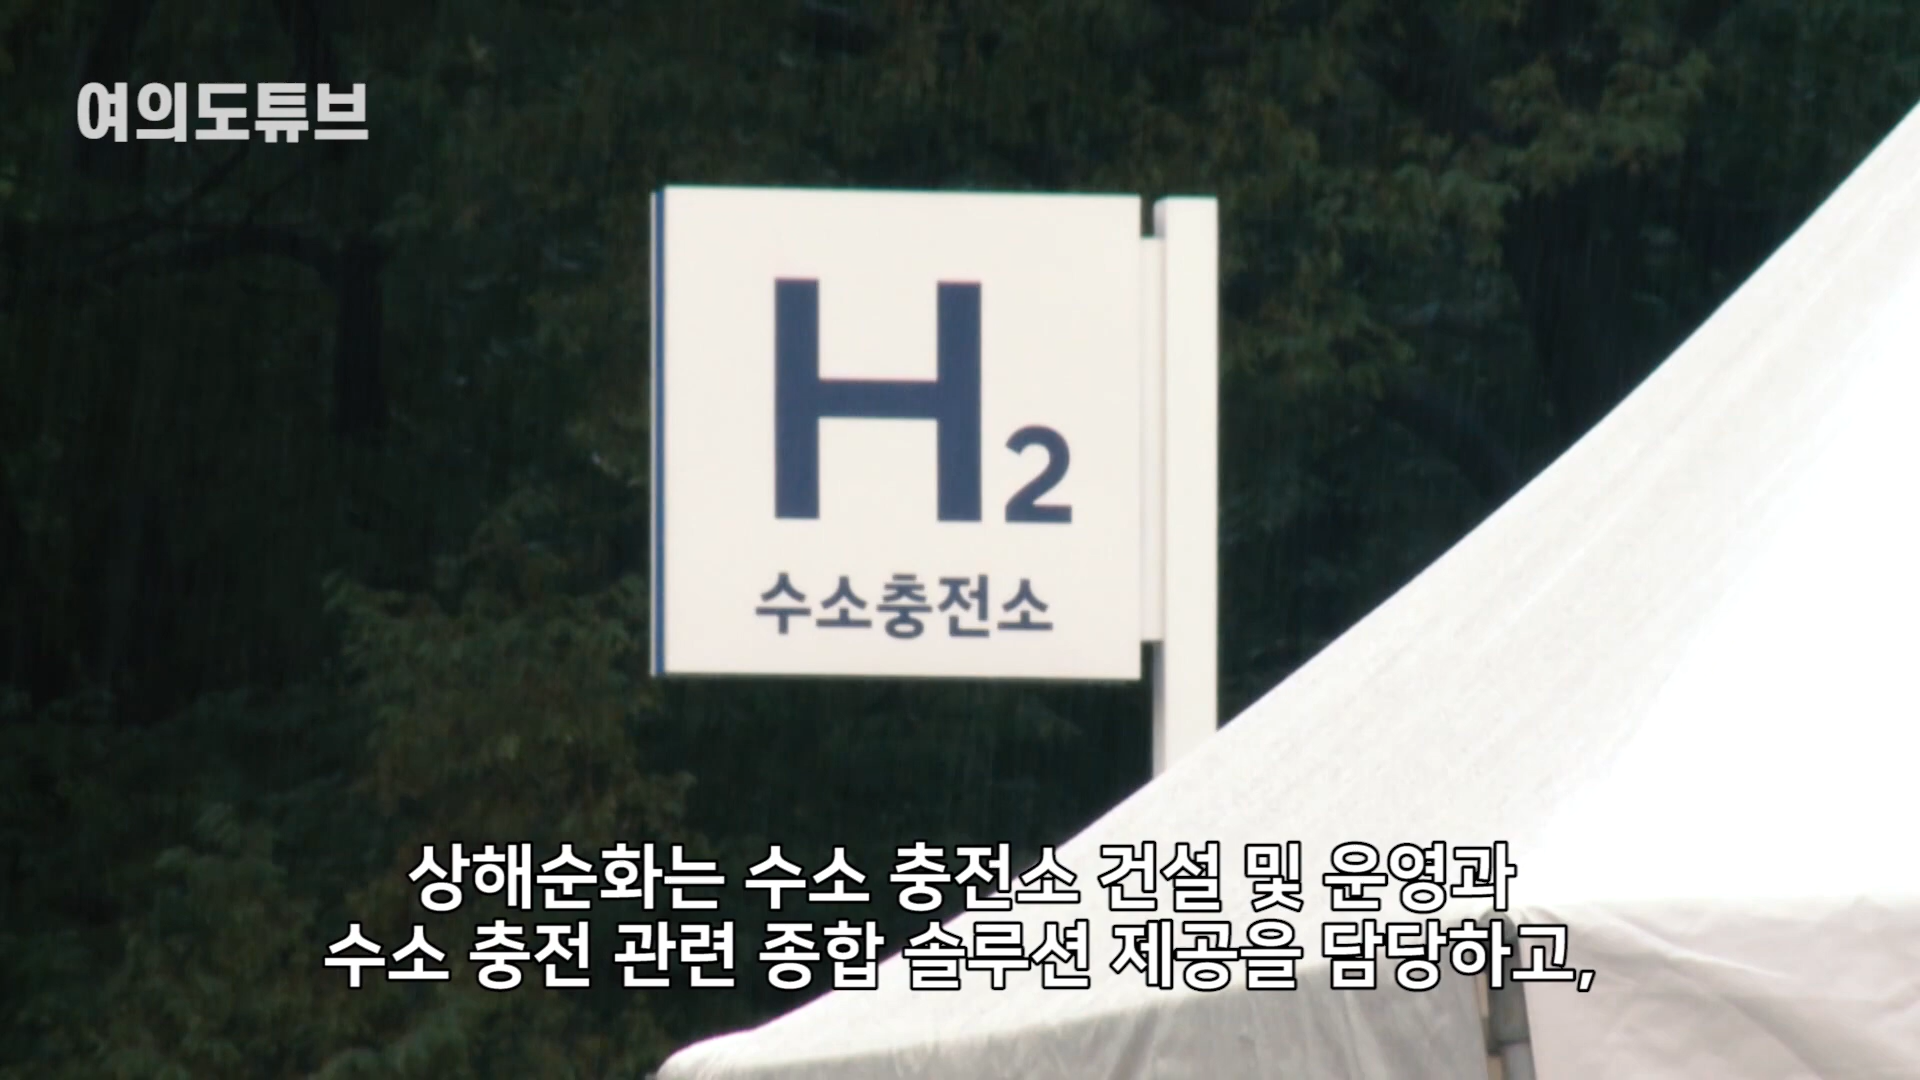 여의도튜브
H2
수소충전소
상해순화는 수소 충전소 건설 및 운영과
수소 충전 관련 종합 솔루션 제공을 담당하고,